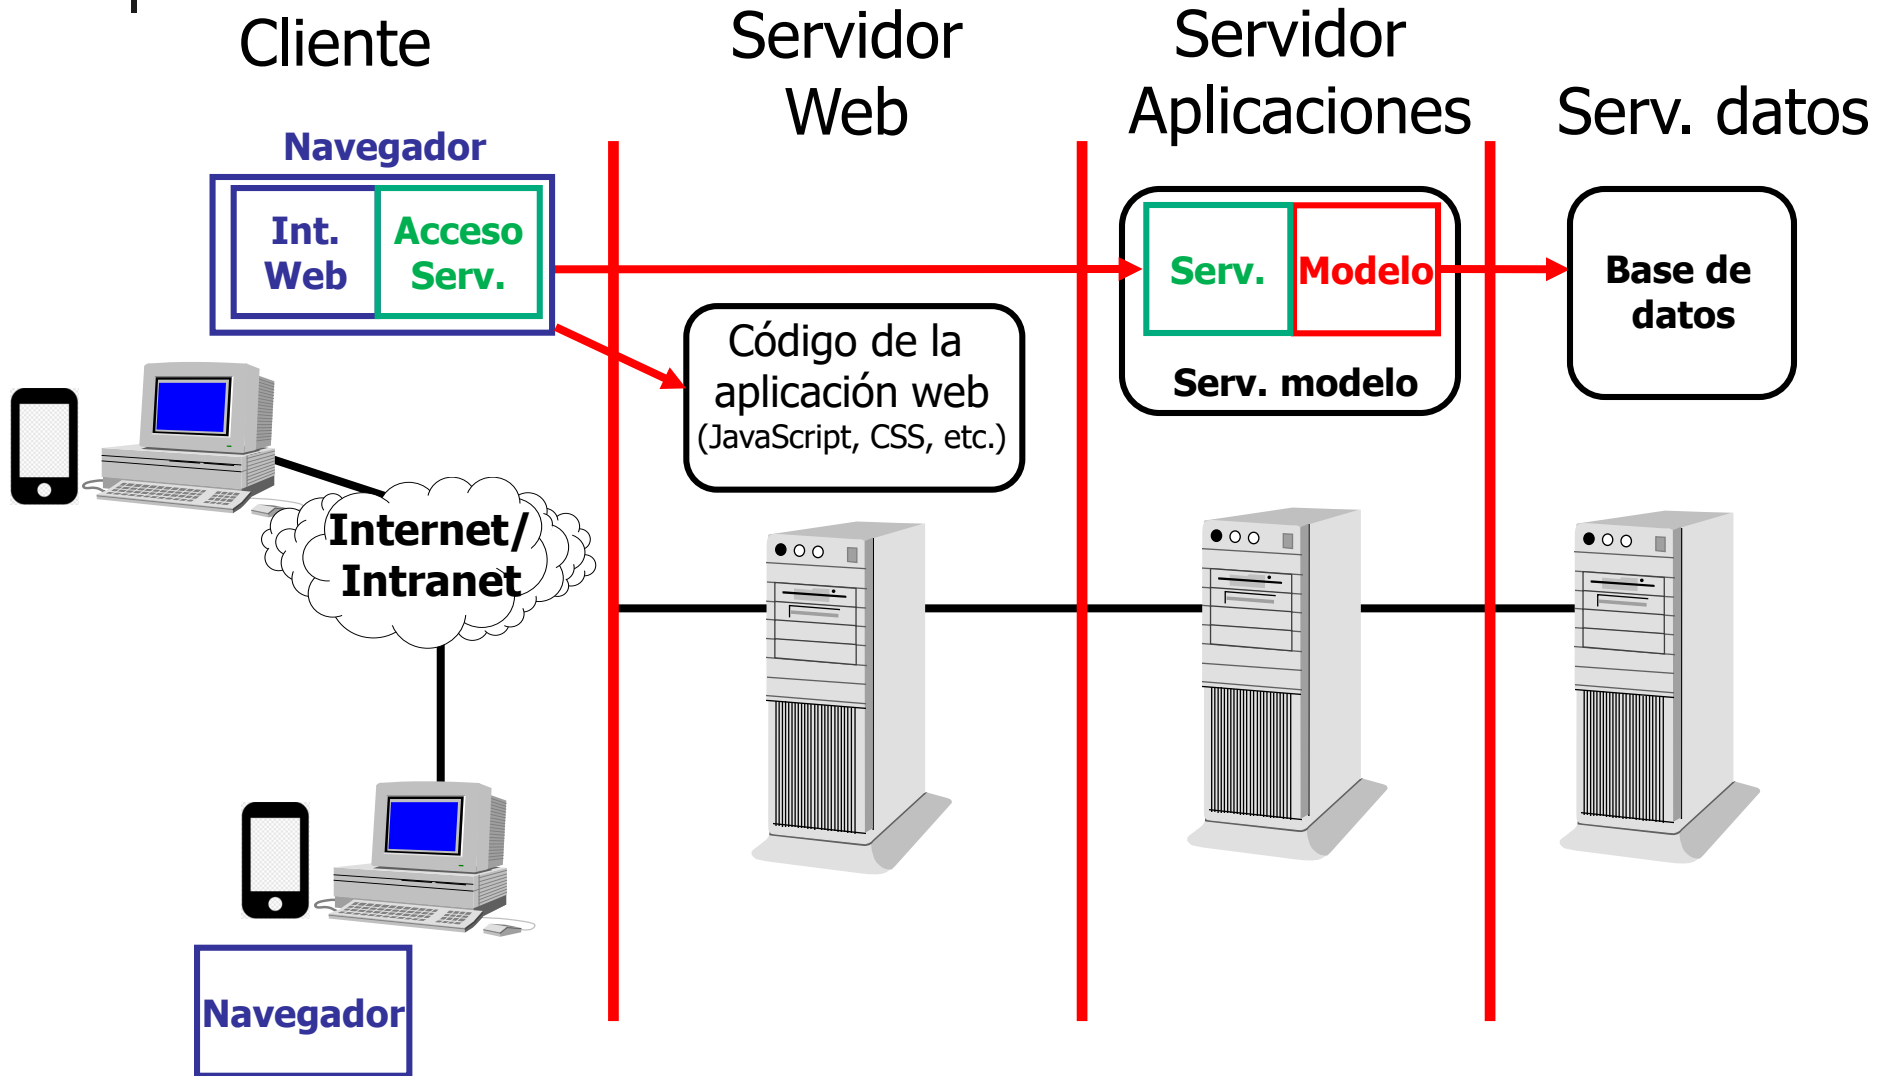 Cliente
Servidor
Web
Servidor
Aplicaciones
Serv. datos
Navegador
Int.
Web
Acceso
Serv.
Código de la
aplicación web
(JavaScript, CSS, etc.)
Serv.
Modelo
Serv. modelo
Base de
datos
Internet/
Intranet
Navegador